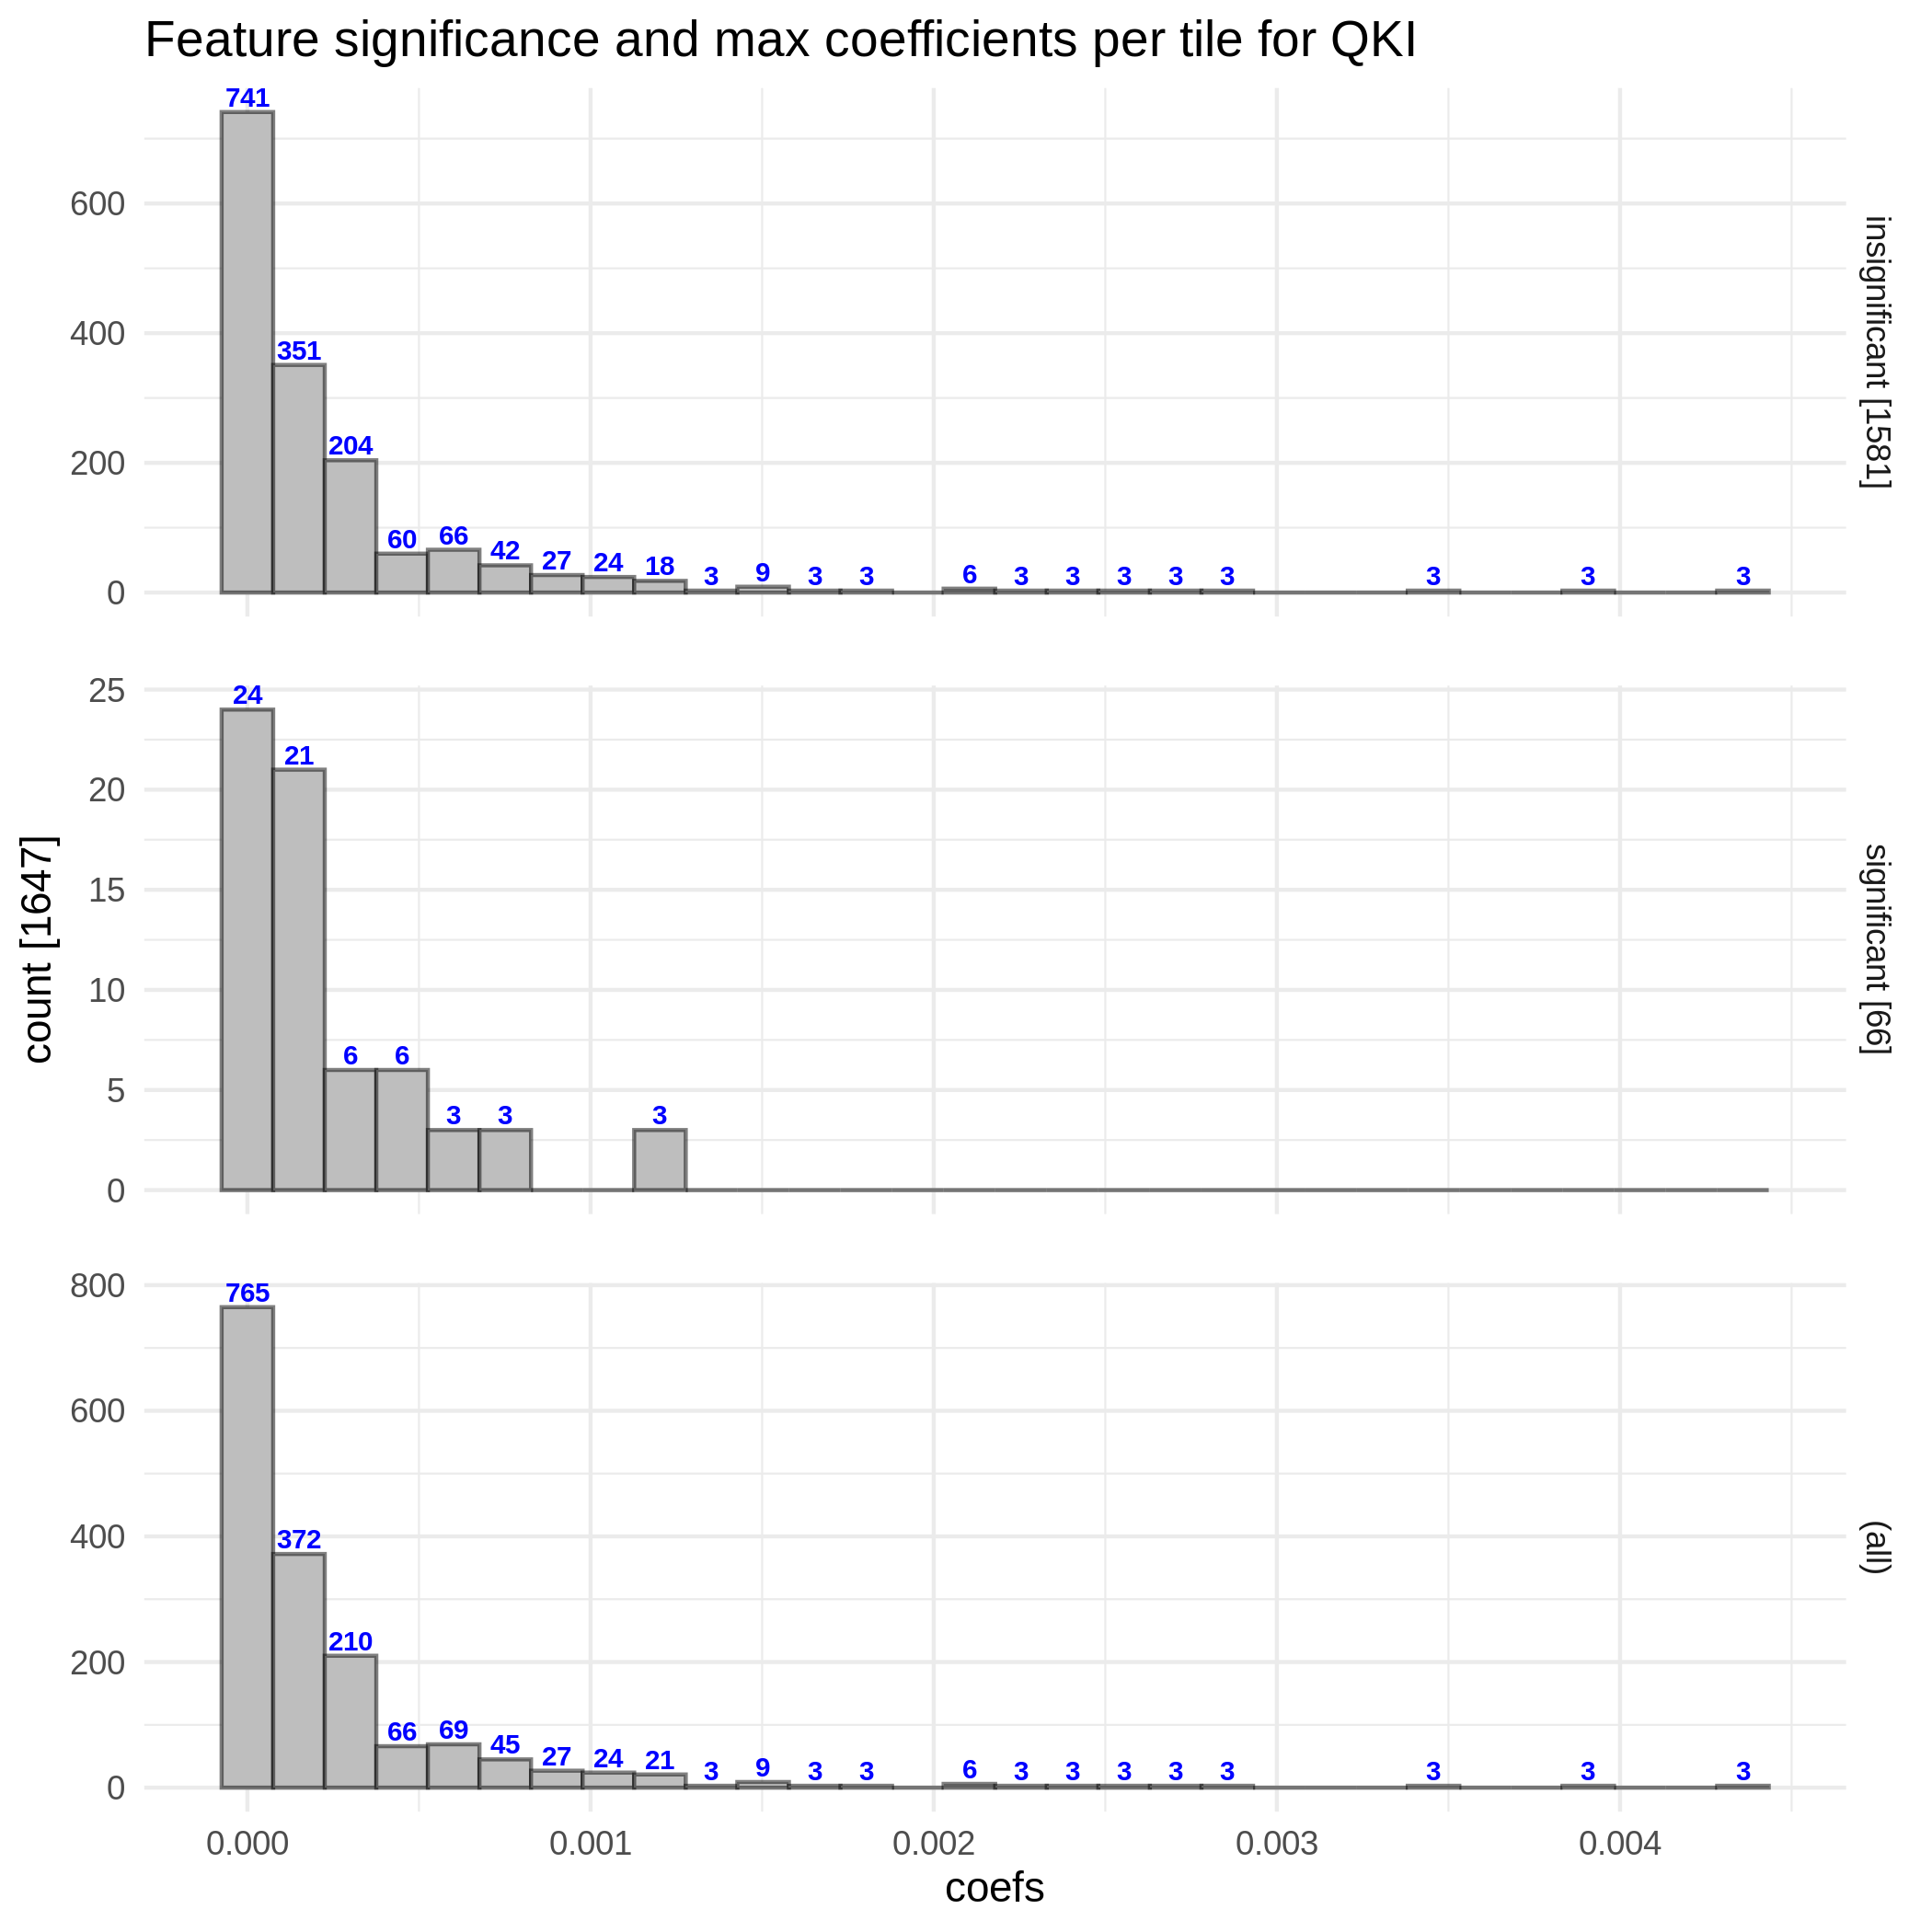 Feature significance and max coefficients per tile for QKI
741
351
204
60 66 42 27 24 18 3 9 3 3 6 3 3 3 3 3 3 3 3
600
400
200
0
insignificant [1581]
24
21
6 6
3 3 3
25
20
15
10
5
0
significant [66]
count [1647]
765
372
210
66 69 45 27 24 21 3 9 3 3 6 3 3 3 3 3 3 3 3
800
600
400
200
0
(all)
0.000 0.001 0.002 0.003 0.004
coefs